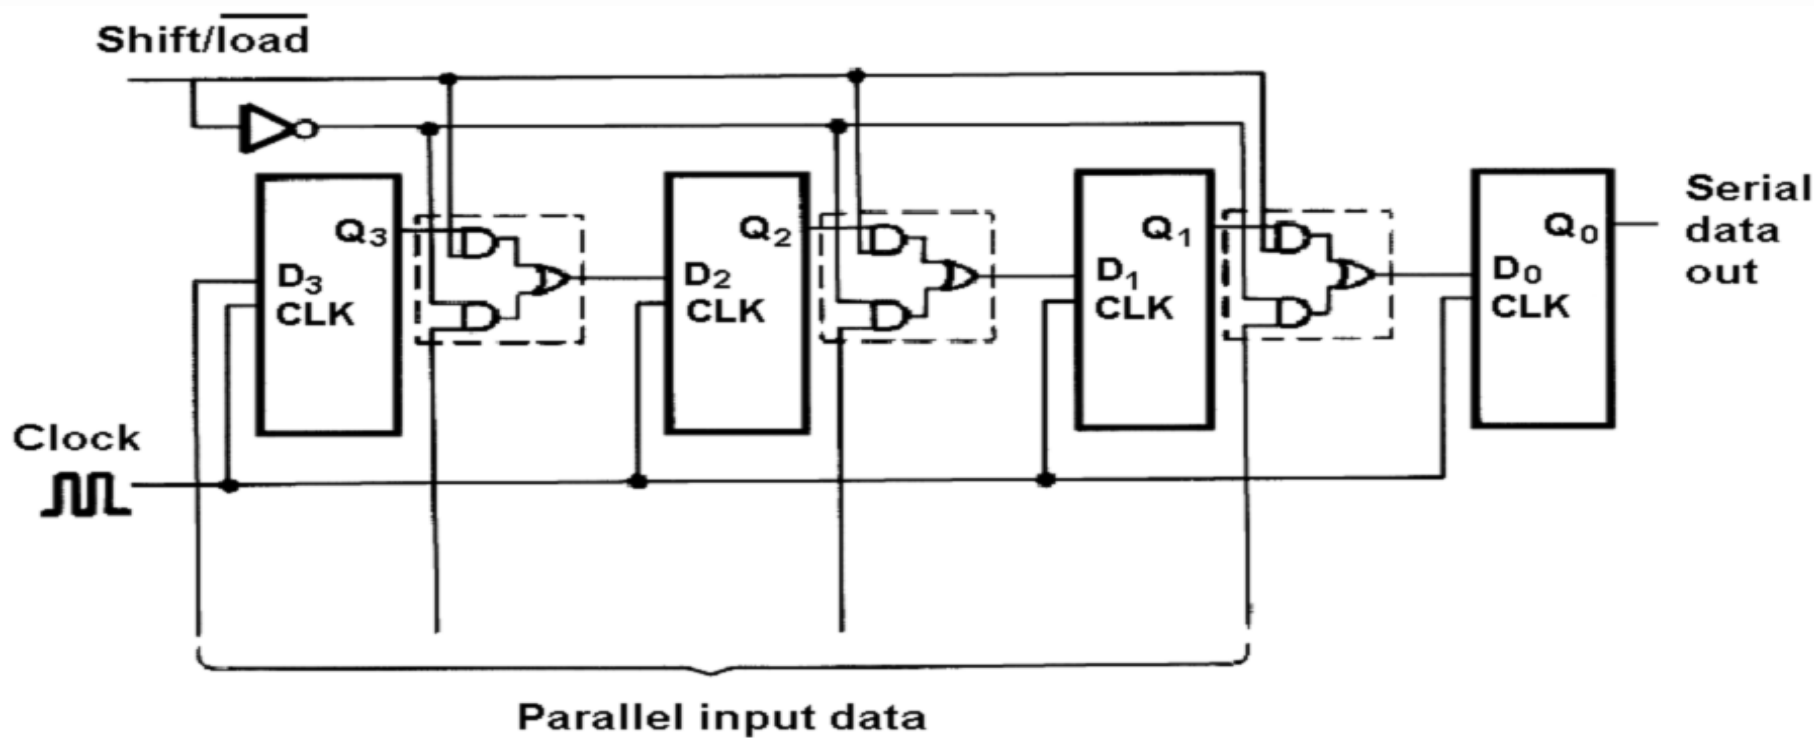 Shift/load
Q3
Q2
Q1
Q0
Serial
data
out
D3
CLK
D2
CLK
D1
CLK
D0
CLK
Clock
Parallel input data